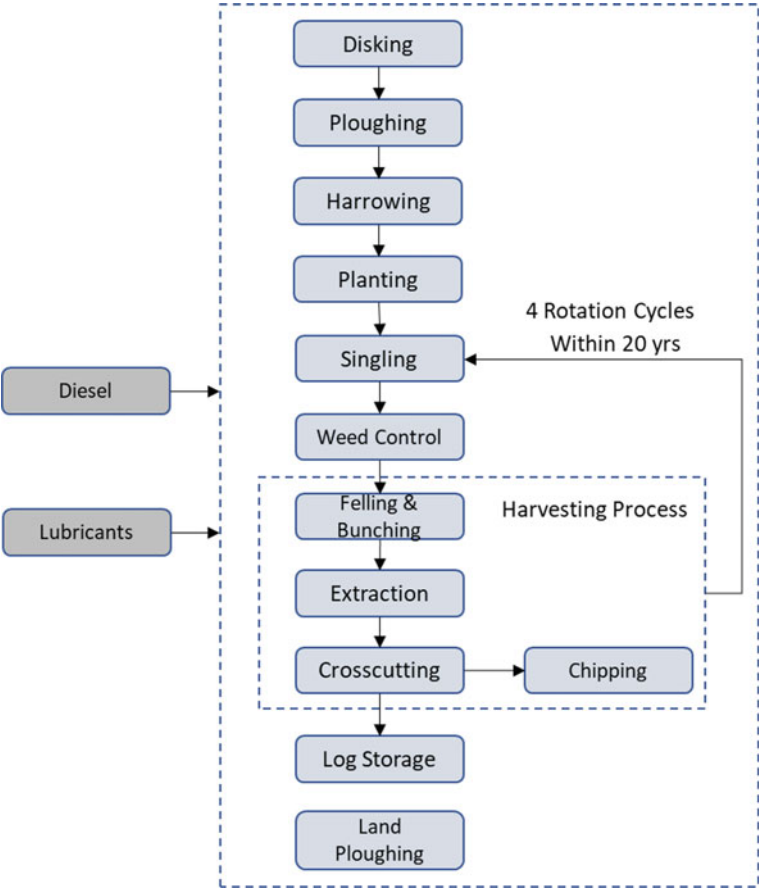 Disking
Ploughing
Harrowing
Planting
4 Rotation Cycles
Within 20 yrs
Singling
Diesel
Weed Control
Felling &
Bunching
Harvesting Process
Lubricants
Extraction
Crosscutting
Chipping
Log Storage
Land
Ploughing